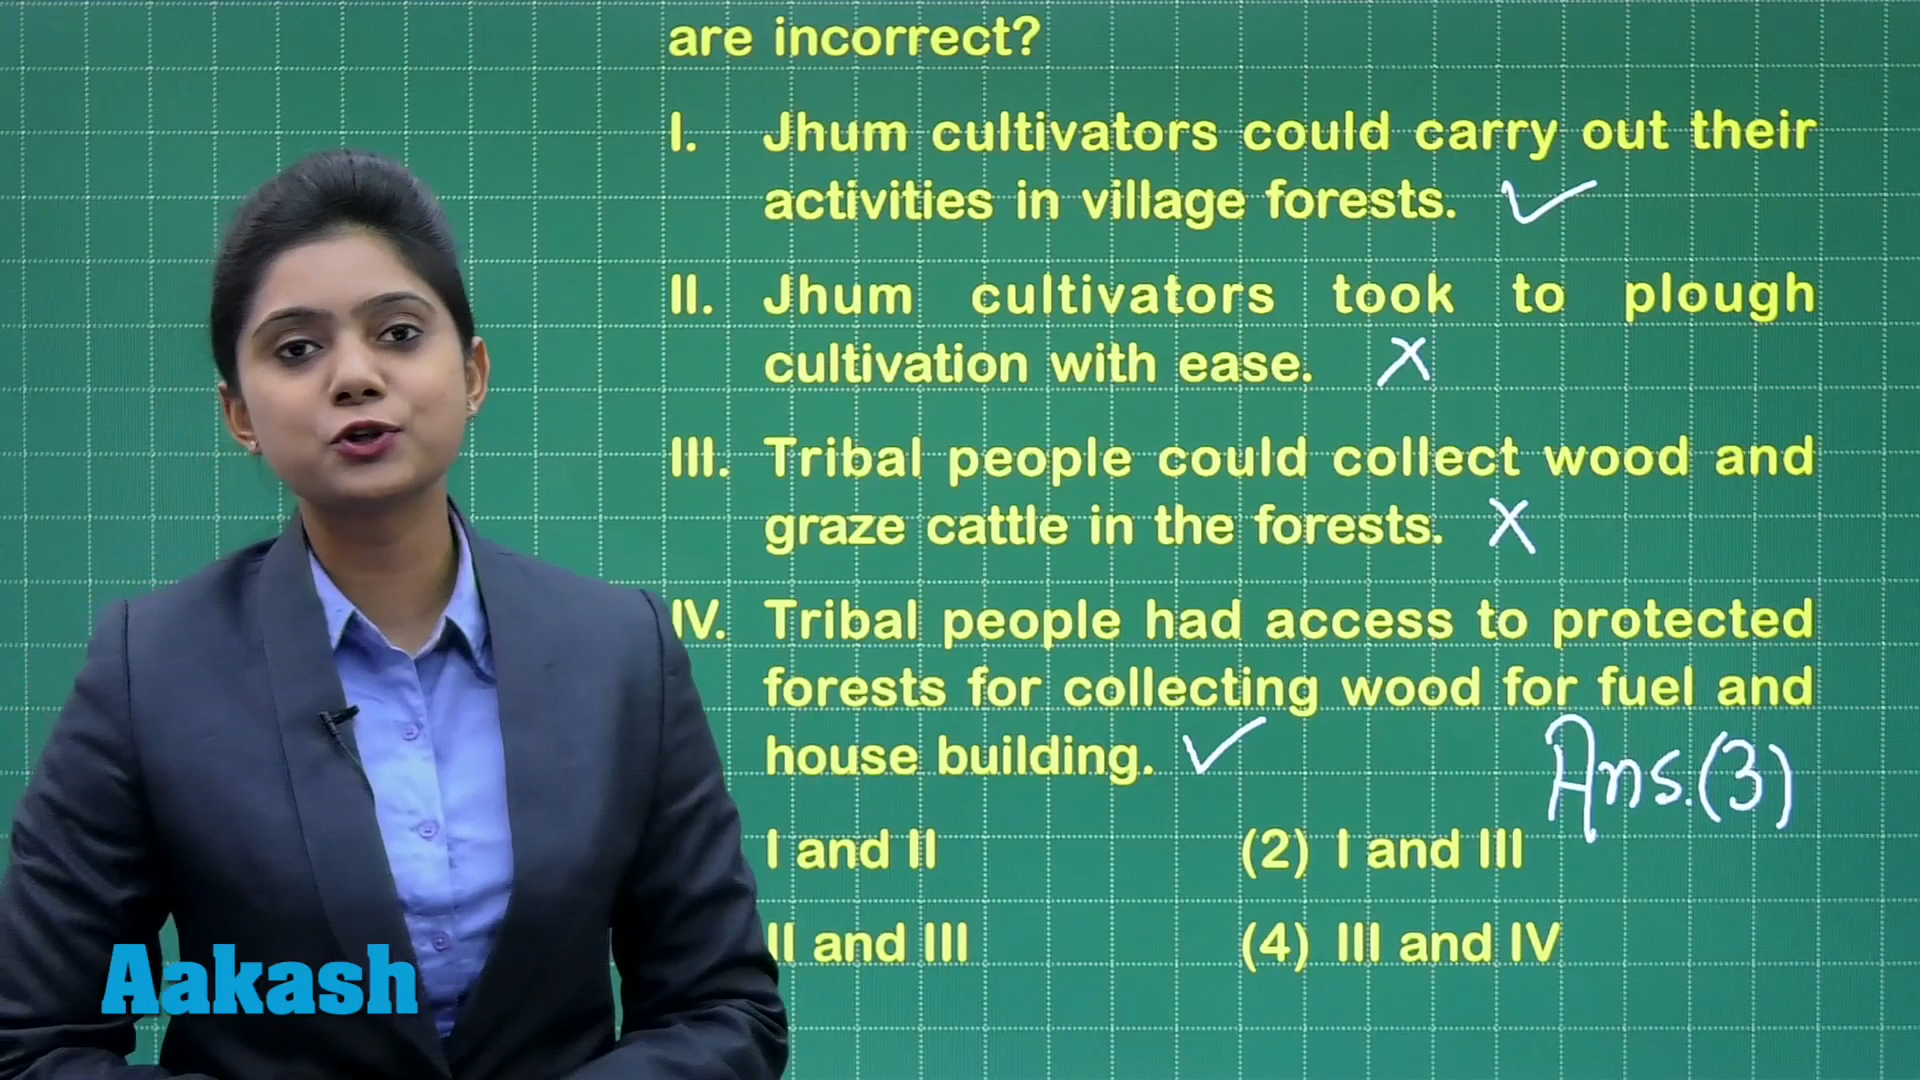 are incorrect?
I. Jhum cultivators could carry out their
activities in village forests. ✓
II. Jhum cultivators took to plough
cultivation with ease. X
III. Tribal people could collect wood and
graze cattle in the forests. X
IV. Tribal people had access to protected
forests for collecting wood for fuel and
house building. ✓
Ans.(3)
I and II (2) I and III
II and III (4) III and IV
Aakash